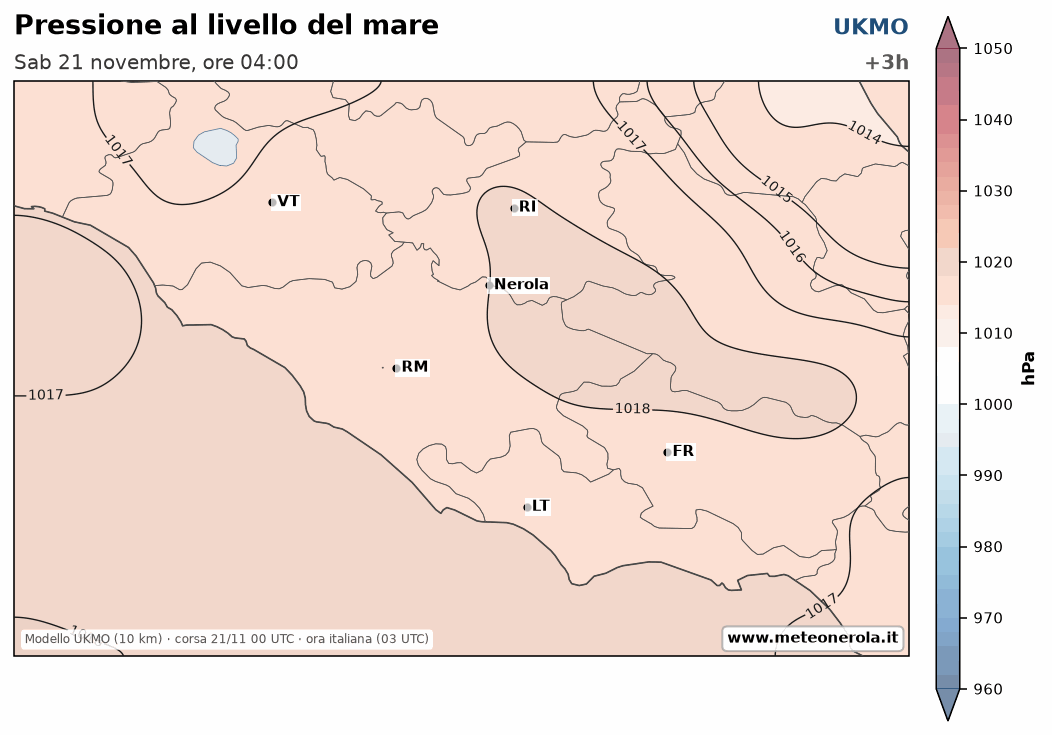 Pressione al livello del mare
UKMO
Sab 21 novembre, ore 04:00
+3h
1050
1040
1030
1020
1010
1000
990
980
970
960
hPa
1014
1017
1017
1015
1016
VT
RI
Nerola
RM
1017
1018
FR
LT
1017
Modello UKMO (10 km) · corsa 21/11 00 UTC · ora italiana (03 UTC)
www.meteonerola.it